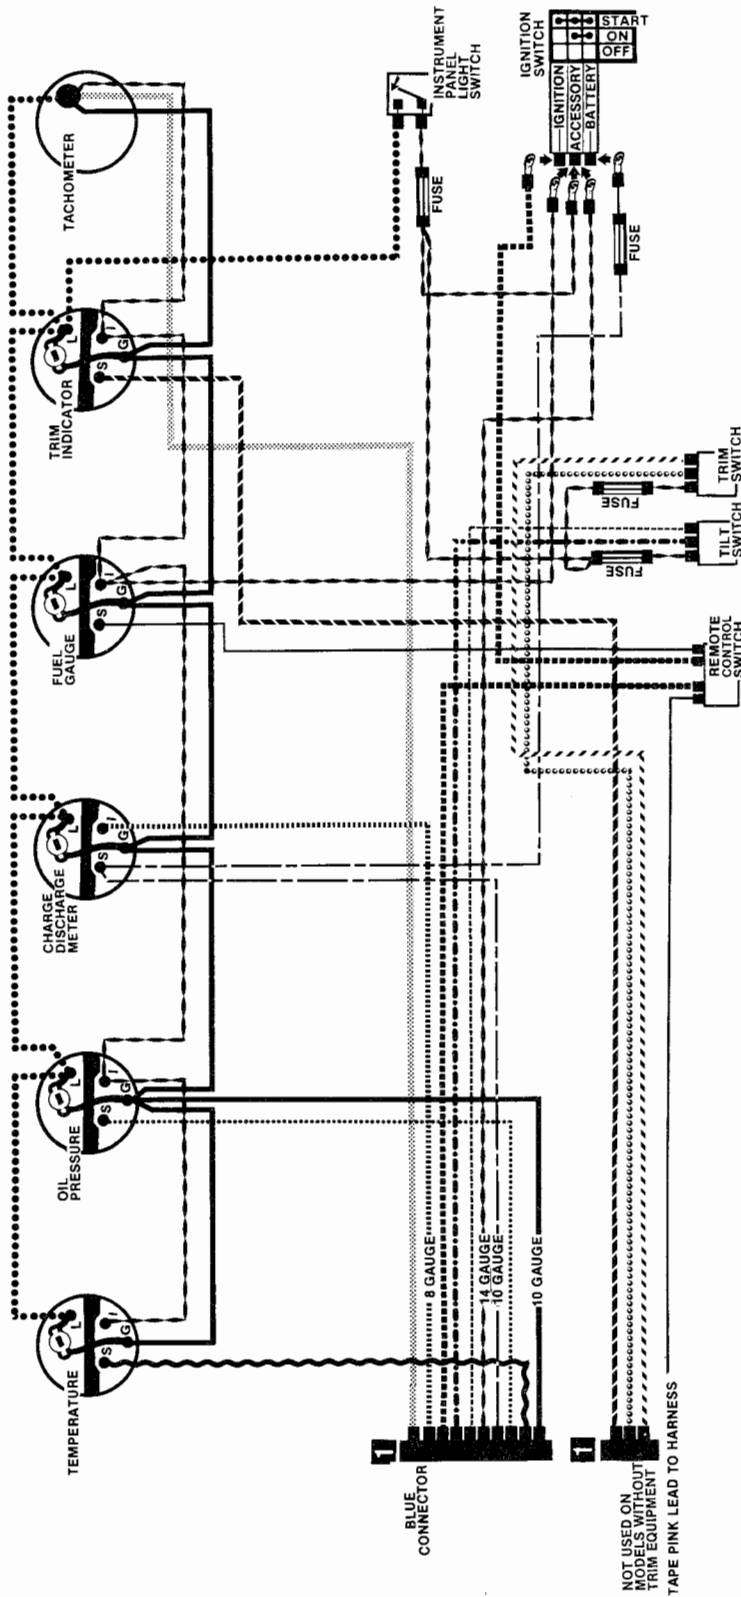 TEMPERATURE
OIL
PRESSURE
CHARGE
DISCHARGE
METER
FUEL
GAUGE
TRIM
INDICATOR
TACHOMETER
L
I
G
S
L
I
G
S
L
I
G
S
L
I
G
S
L
I
G
S
INSTRUMENT
PANEL
LIGHT
SWITCH
FUSE
IGNITION
SWITCH
START
ON
OFF
IGNITION
ACCESSORY
BATTERY
FUSE
1
BLUE
CONNECTOR
8 GAUGE
14 GAUGE
10 GAUGE
10 GAUGE
FUSE
FUSE
TRIM
SWITCH
TILT
SWITCH
REMOTE
CONTROL
SWITCH
1
NOT USED ON
MODELS WITHOUT
TRIM EQUIPMENT
TAPE PINK LEAD TO HARNESS